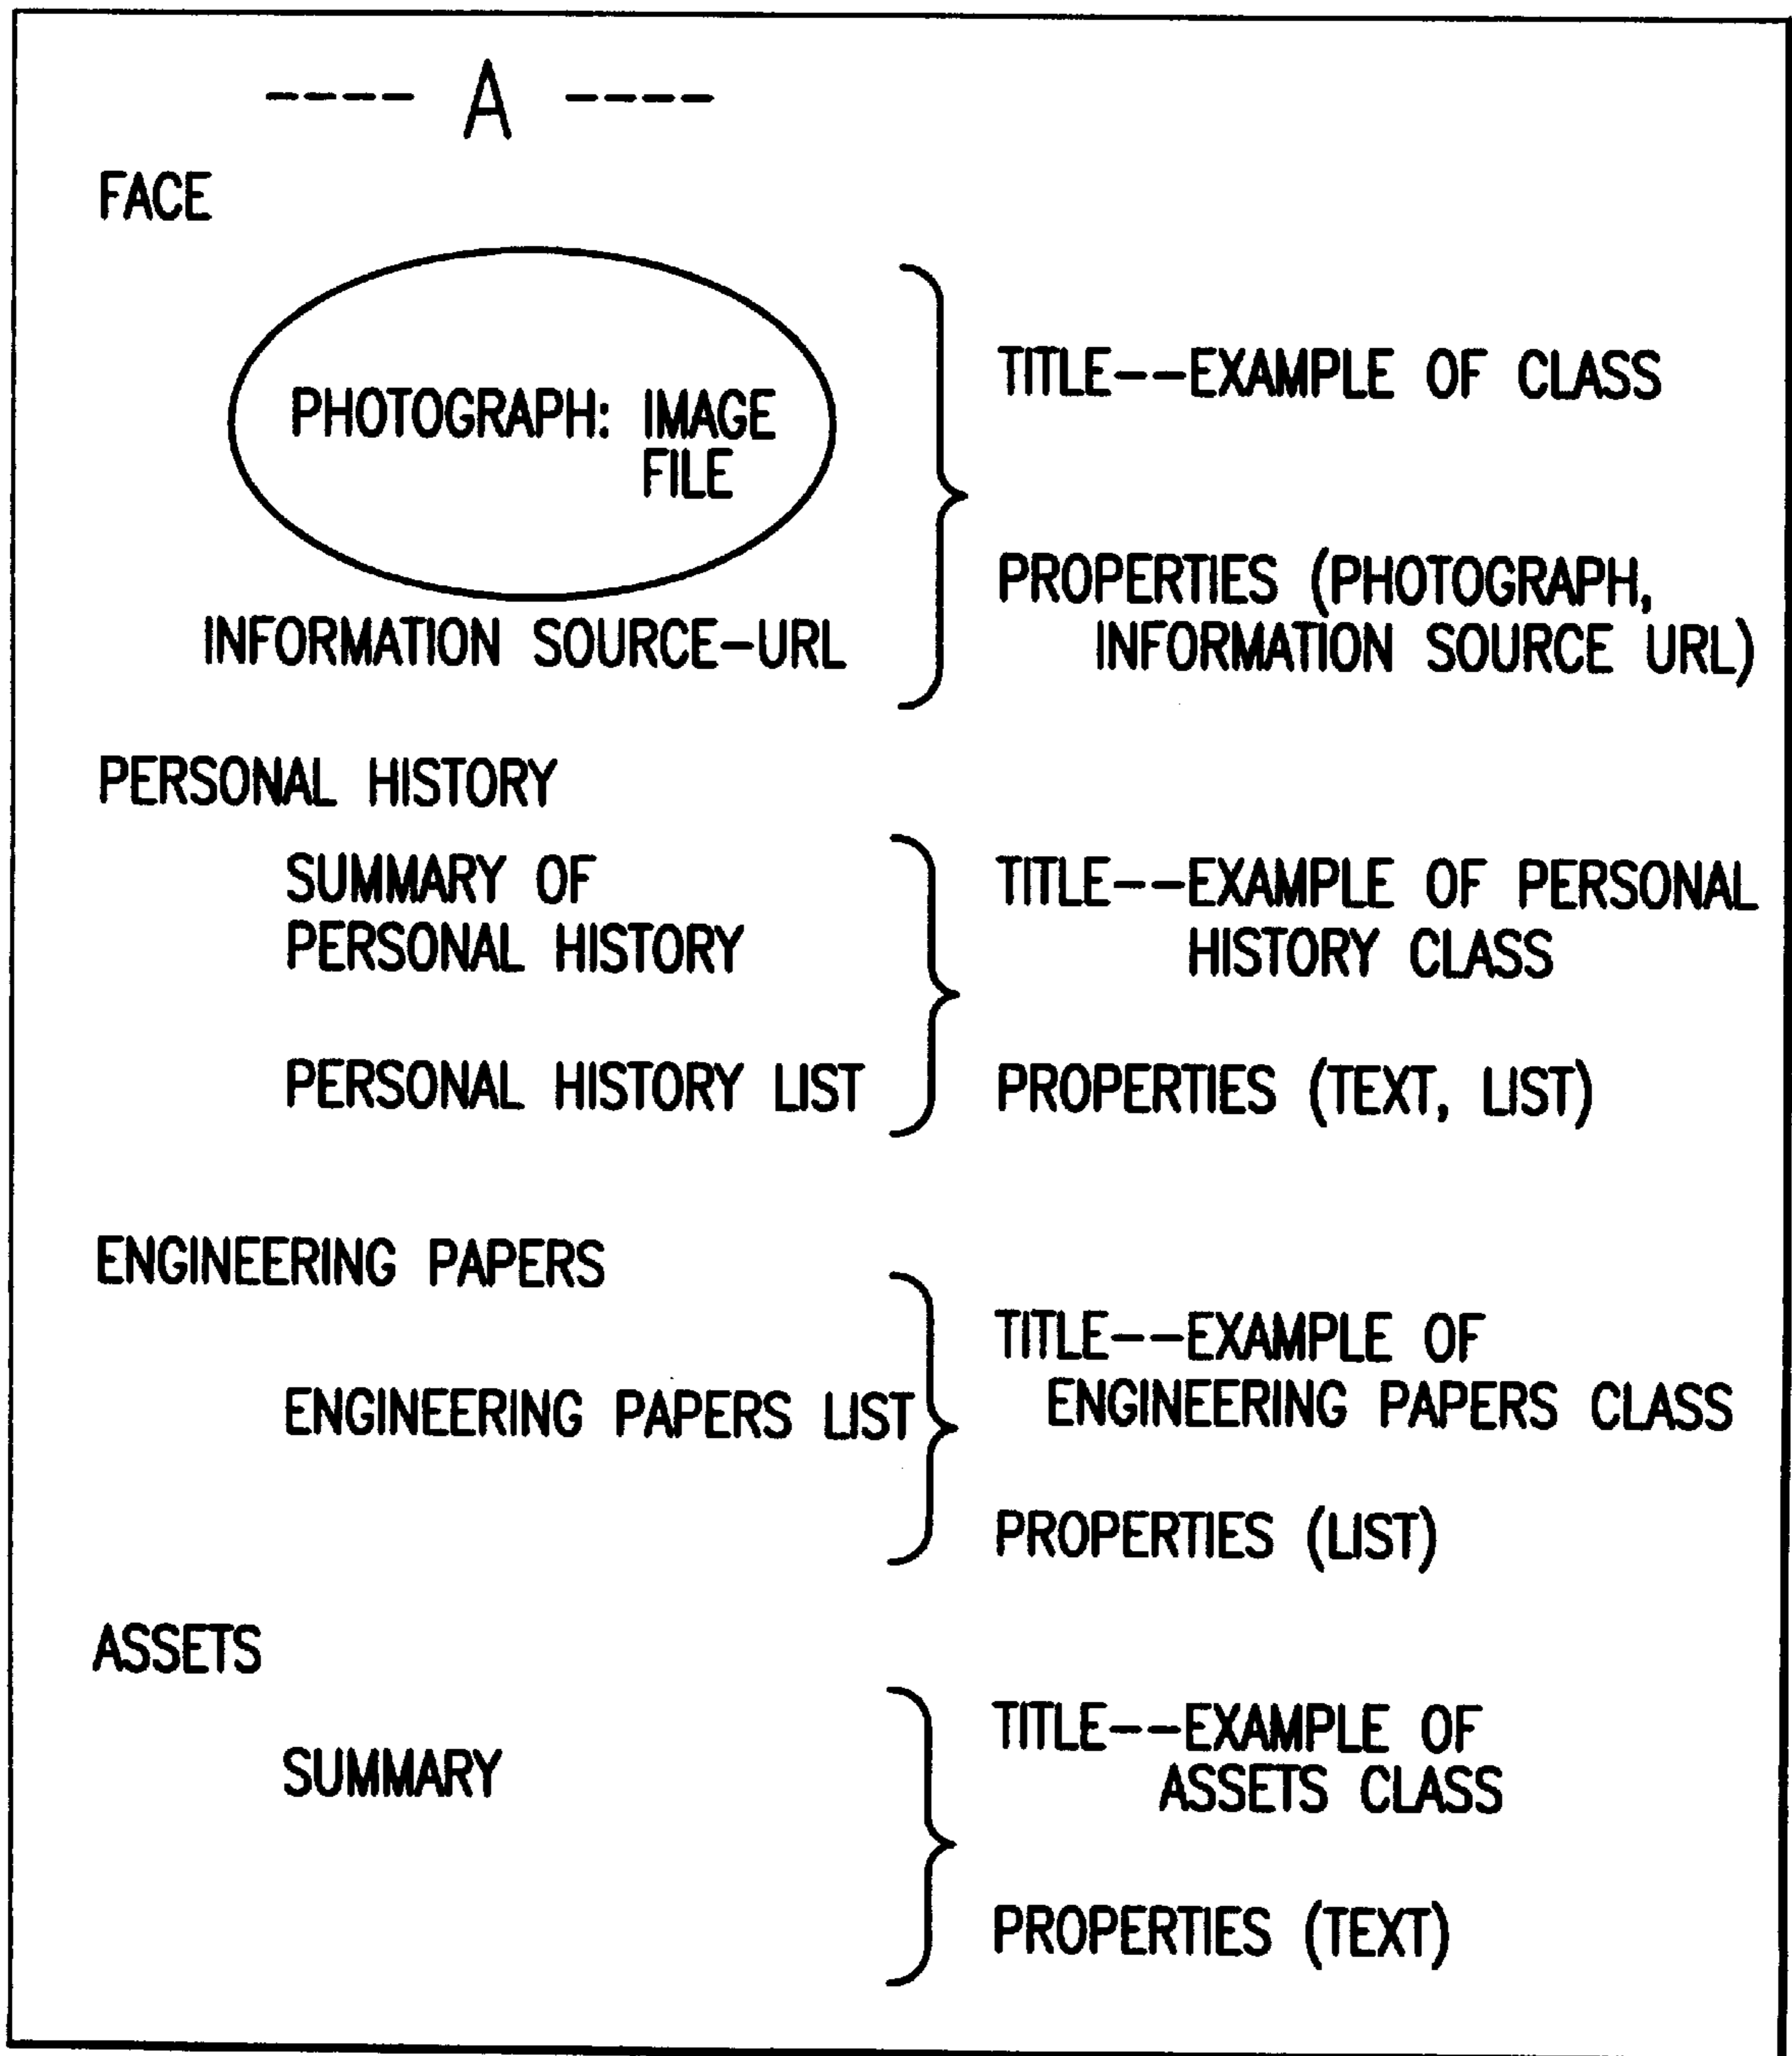 ---- A ----
FACE
PHOTOGRAPH: IMAGE
FILE
INFORMATION SOURCE-URL
TITLE--EXAMPLE OF CLASS
PROPERTIES (PHOTOGRAPH,
INFORMATION SOURCE URL)
PERSONAL HISTORY
SUMMARY OF
PERSONAL HISTORY
PERSONAL HISTORY LIST
TITLE--EXAMPLE OF PERSONAL
HISTORY CLASS
PROPERTIES (TEXT, LIST)
ENGINEERING PAPERS
ENGINEERING PAPERS LIST
TITLE--EXAMPLE OF
ENGINEERING PAPERS CLASS
PROPERTIES (LIST)
ASSETS
SUMMARY
TITLE--EXAMPLE OF
ASSETS CLASS
PROPERTIES (TEXT)